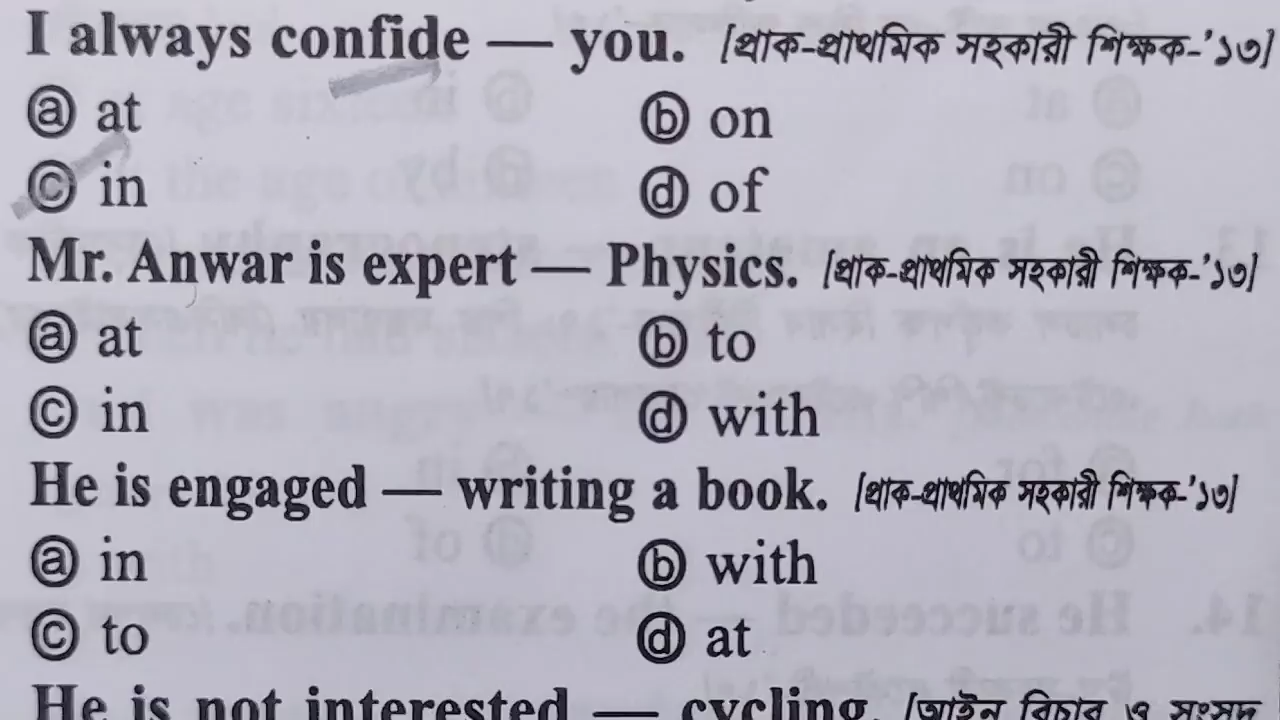 I always confide — you. [প্রাক-প্রাথমিক সহকারী শিক্ষক-'১৩]
ⓐ at ⓑ on
ⓒ in ⓓ of
Mr. Anwar is expert — Physics. [প্রাক-প্রাথমিক সহকারী শিক্ষক-'১৩]
ⓐ at ⓑ to
ⓒ in ⓓ with
He is engaged — writing a book. [প্রাক-প্রাথমিক সহকারী শিক্ষক-'১৩]
ⓐ in ⓑ with
ⓒ to ⓓ at
He is not interested — cycling. [আইন বিচার ও সংসদ